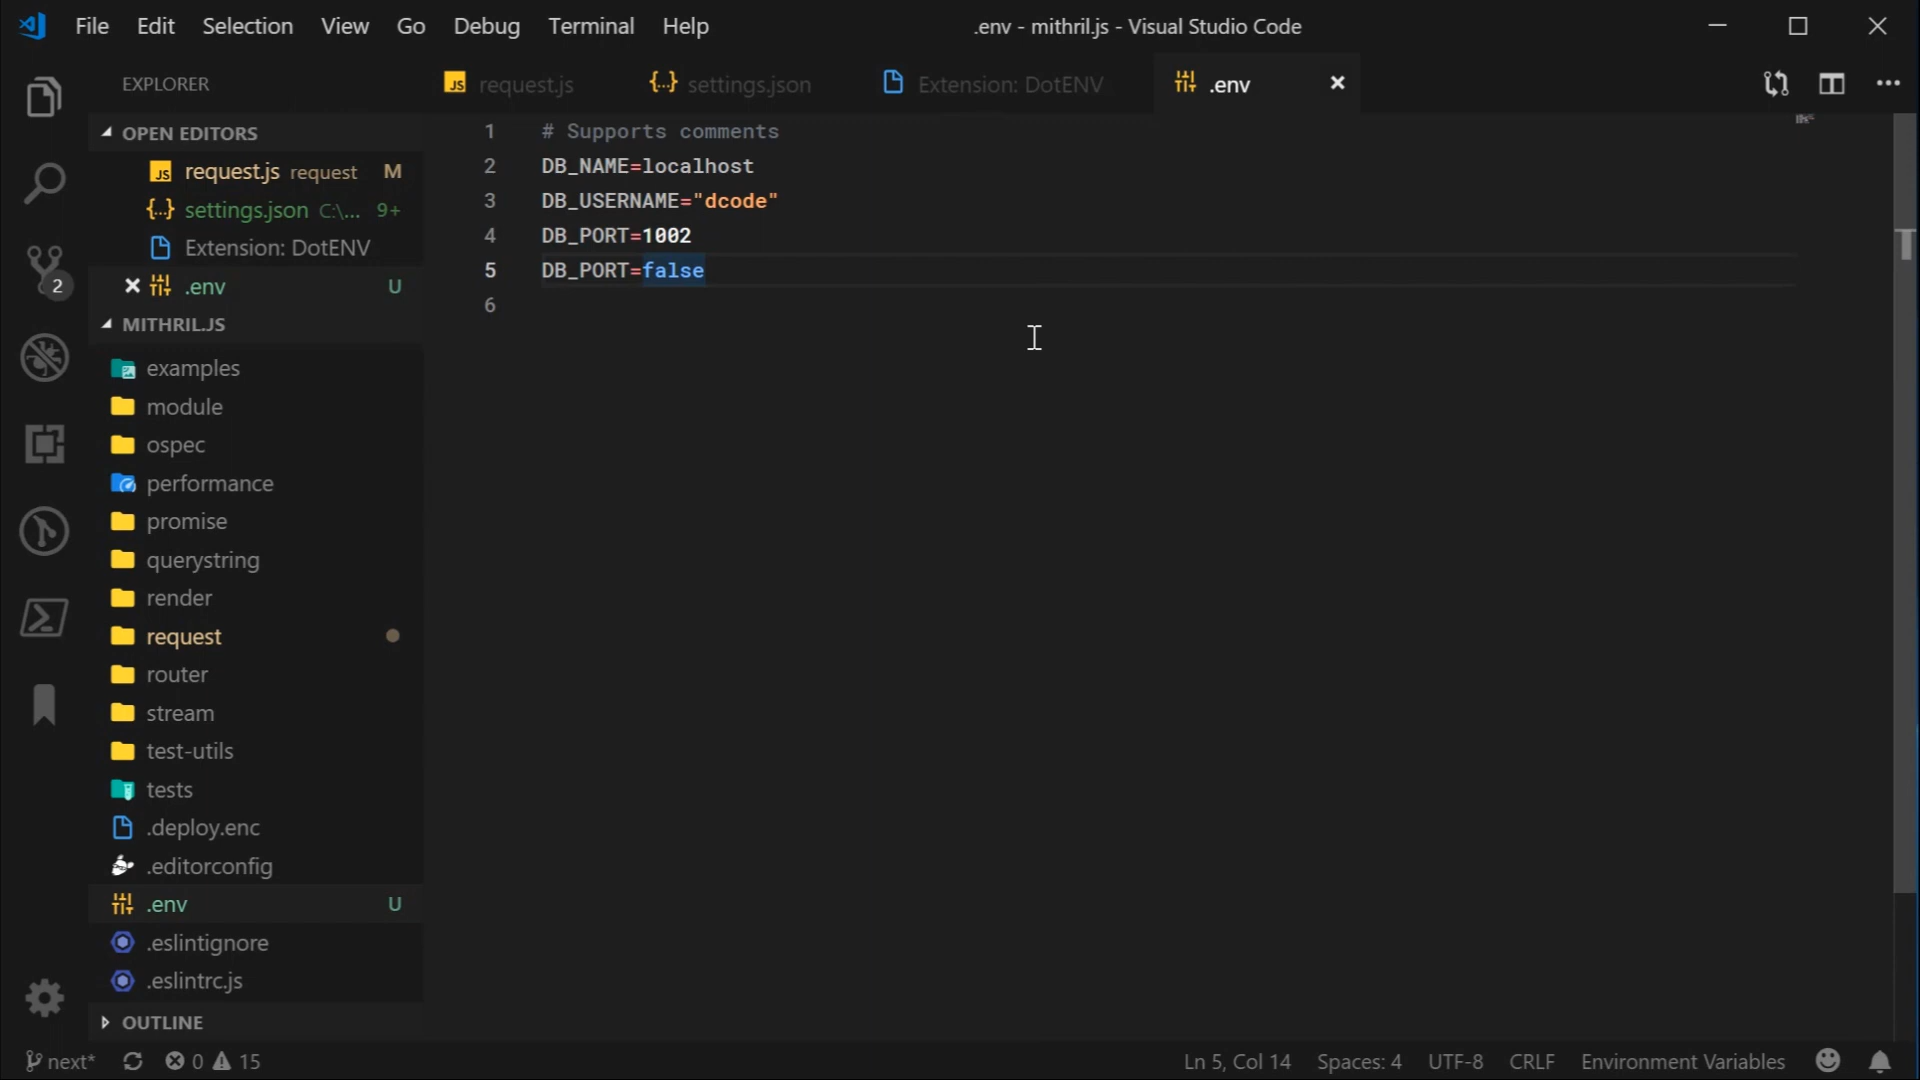 File Edit Selection View Go Debug Terminal Help .env - mithril.js - Visual Studio Code
EXPLORER
JS request.js {..} settings.json Extension: DotENV .env
OPEN EDITORS
JS request.js request M
{..} settings.json C:\... 9+
Extension: DotENV
.env U
MITHRIL.JS
examples
module
ospec
performance
promise
querystring
render
request
router
stream
test-utils
tests
.deploy.enc
.editorconfig
.env U
.eslintignore
.eslintrc.js
OUTLINE
2
1 # Supports comments
2 DB_NAME=localhost
3 DB_USERNAME="dcode"
4 DB_PORT=1002
5 DB_PORT=false
6
next* 0 15 Ln 5, Col 14 Spaces: 4 UTF-8 CRLF Environment Variables